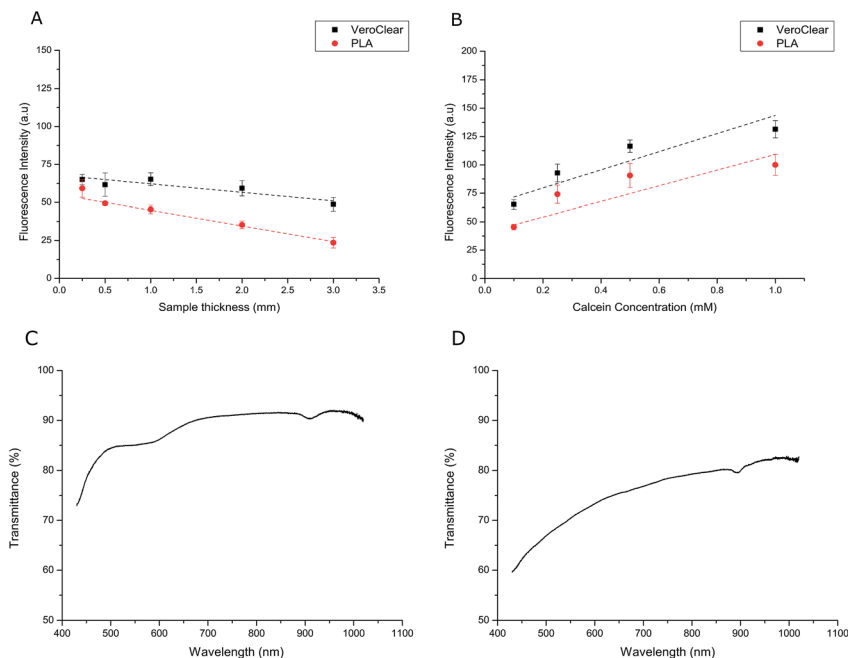 A
VeroClear
PLA
150
125
100
75
50
25
0
Fluorescence Intensity (a.u)
0.0 0.5 1.0 1.5 2.0 2.5 3.0 3.5
Sample thickness (mm)
B
VeroClear
PLA
200
175
150
125
100
75
50
25
0
Fluorescence Intensity (a.u)
0.0 0.2 0.4 0.6 0.8 1.0
Calcein Concentration (mM)
C
100
90
80
70
60
50
Transmittance (%)
400 500 600 700 800 900 1000 1100
Wavelength (nm)
D
100
90
80
70
60
50
Transmittance (%)
400 500 600 700 800 900 1000 1100
Wavelength (nm)